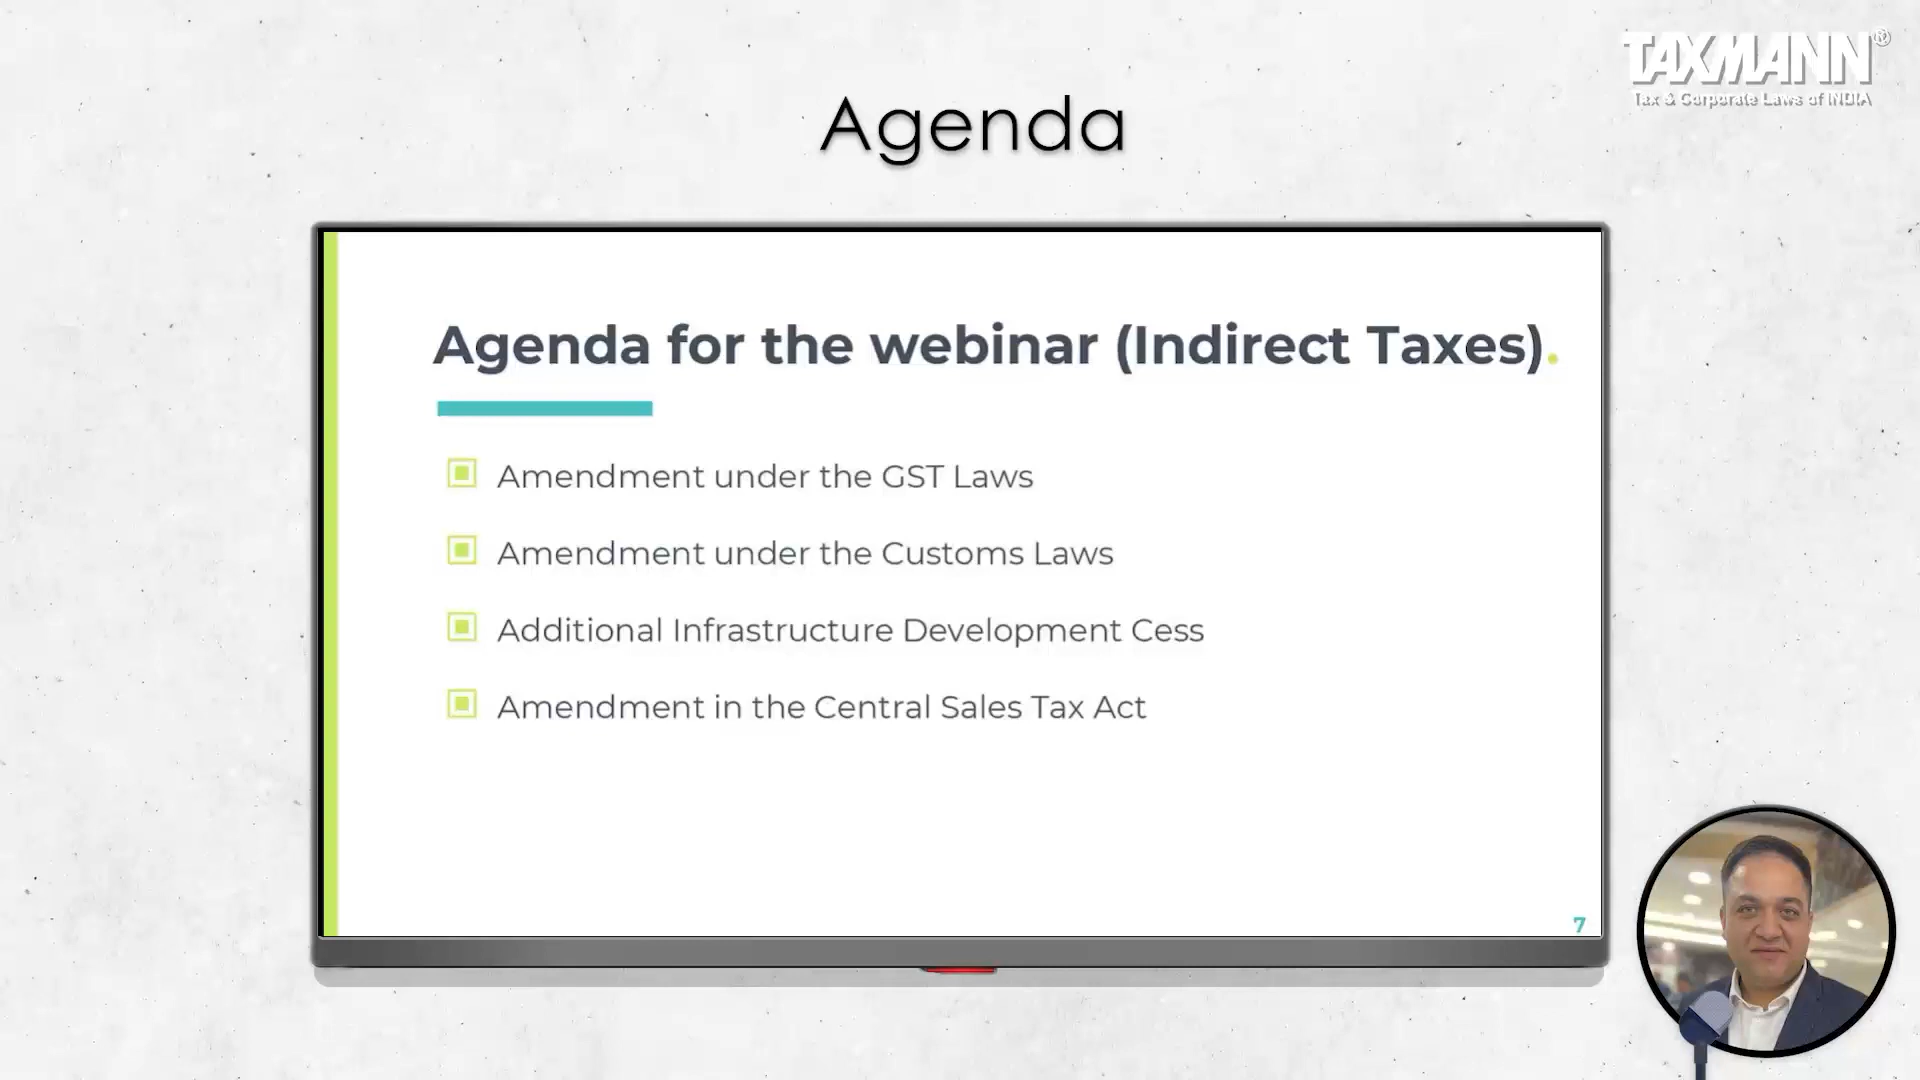 TAXMANN®
Tax & Corporate Laws of INDIA
Agenda
Agenda for the webinar (Indirect Taxes).
Amendment under the GST Laws
Amendment under the Customs Laws
Additional Infrastructure Development Cess
Amendment in the Central Sales Tax Act
7